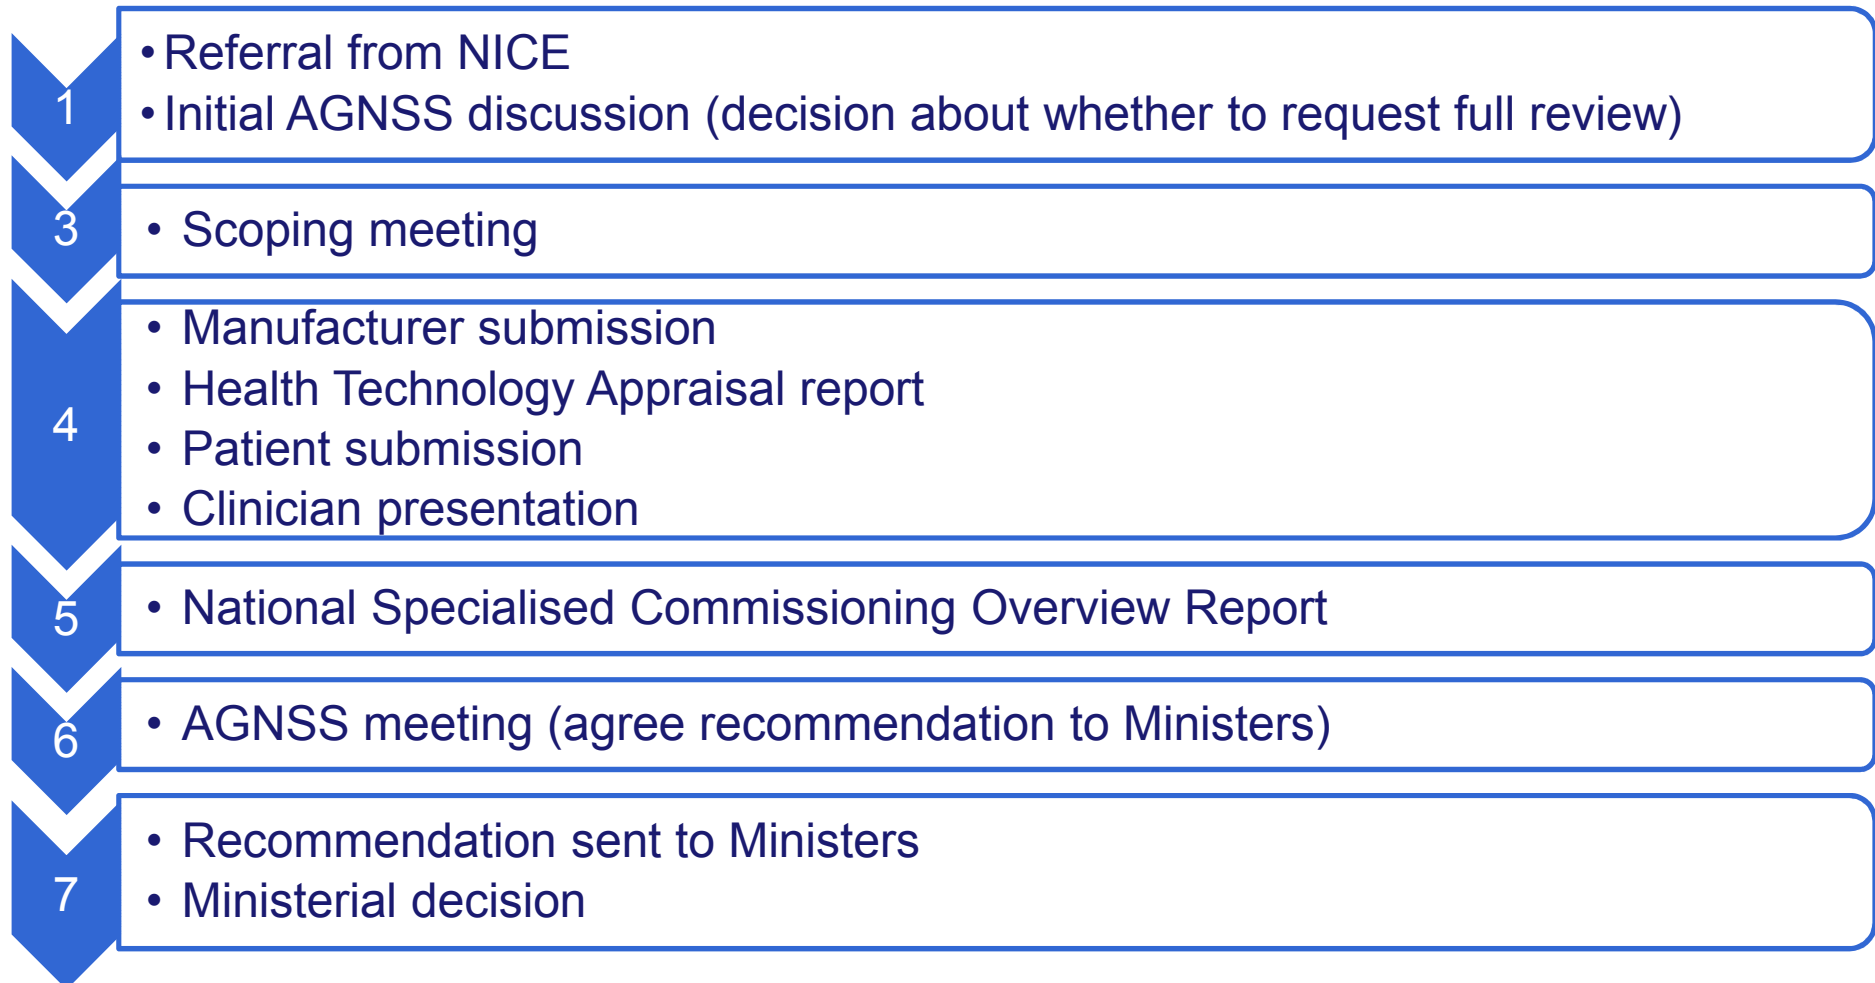 1
• Referral from NICE
• Initial AGNSS discussion (decision about whether to request full review)
3
• Scoping meeting
4
• Manufacturer submission
• Health Technology Appraisal report
• Patient submission
• Clinician presentation
5
• National Specialised Commissioning Overview Report
6
• AGNSS meeting (agree recommendation to Ministers)
7
• Recommendation sent to Ministers
• Ministerial decision